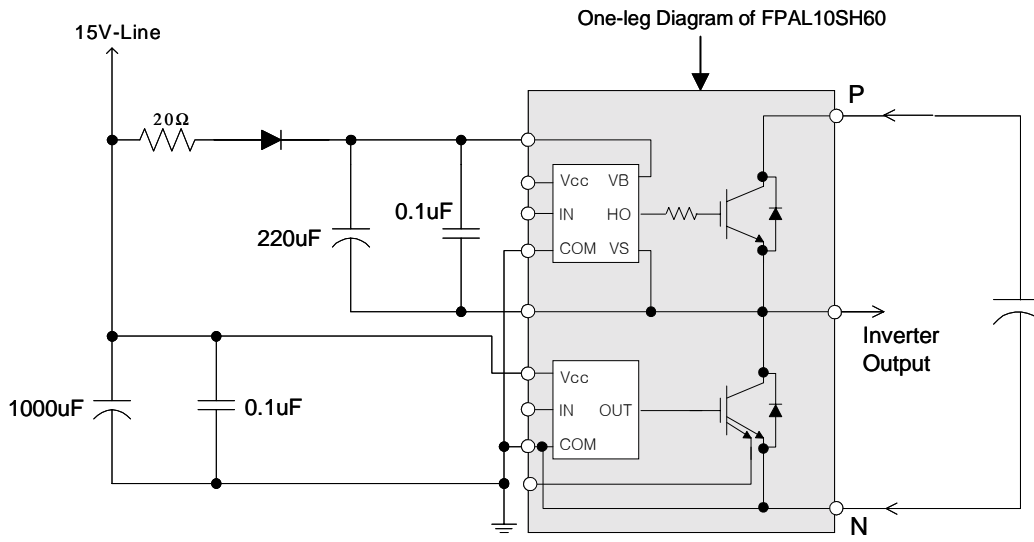 One-leg Diagram of FPAL10SH60
15V-Line
P
20Ω
Vcc VB
0.1uF
IN HO
220uF
COM VS
Inverter
Output
Vcc
1000uF
0.1uF
IN OUT
COM
N